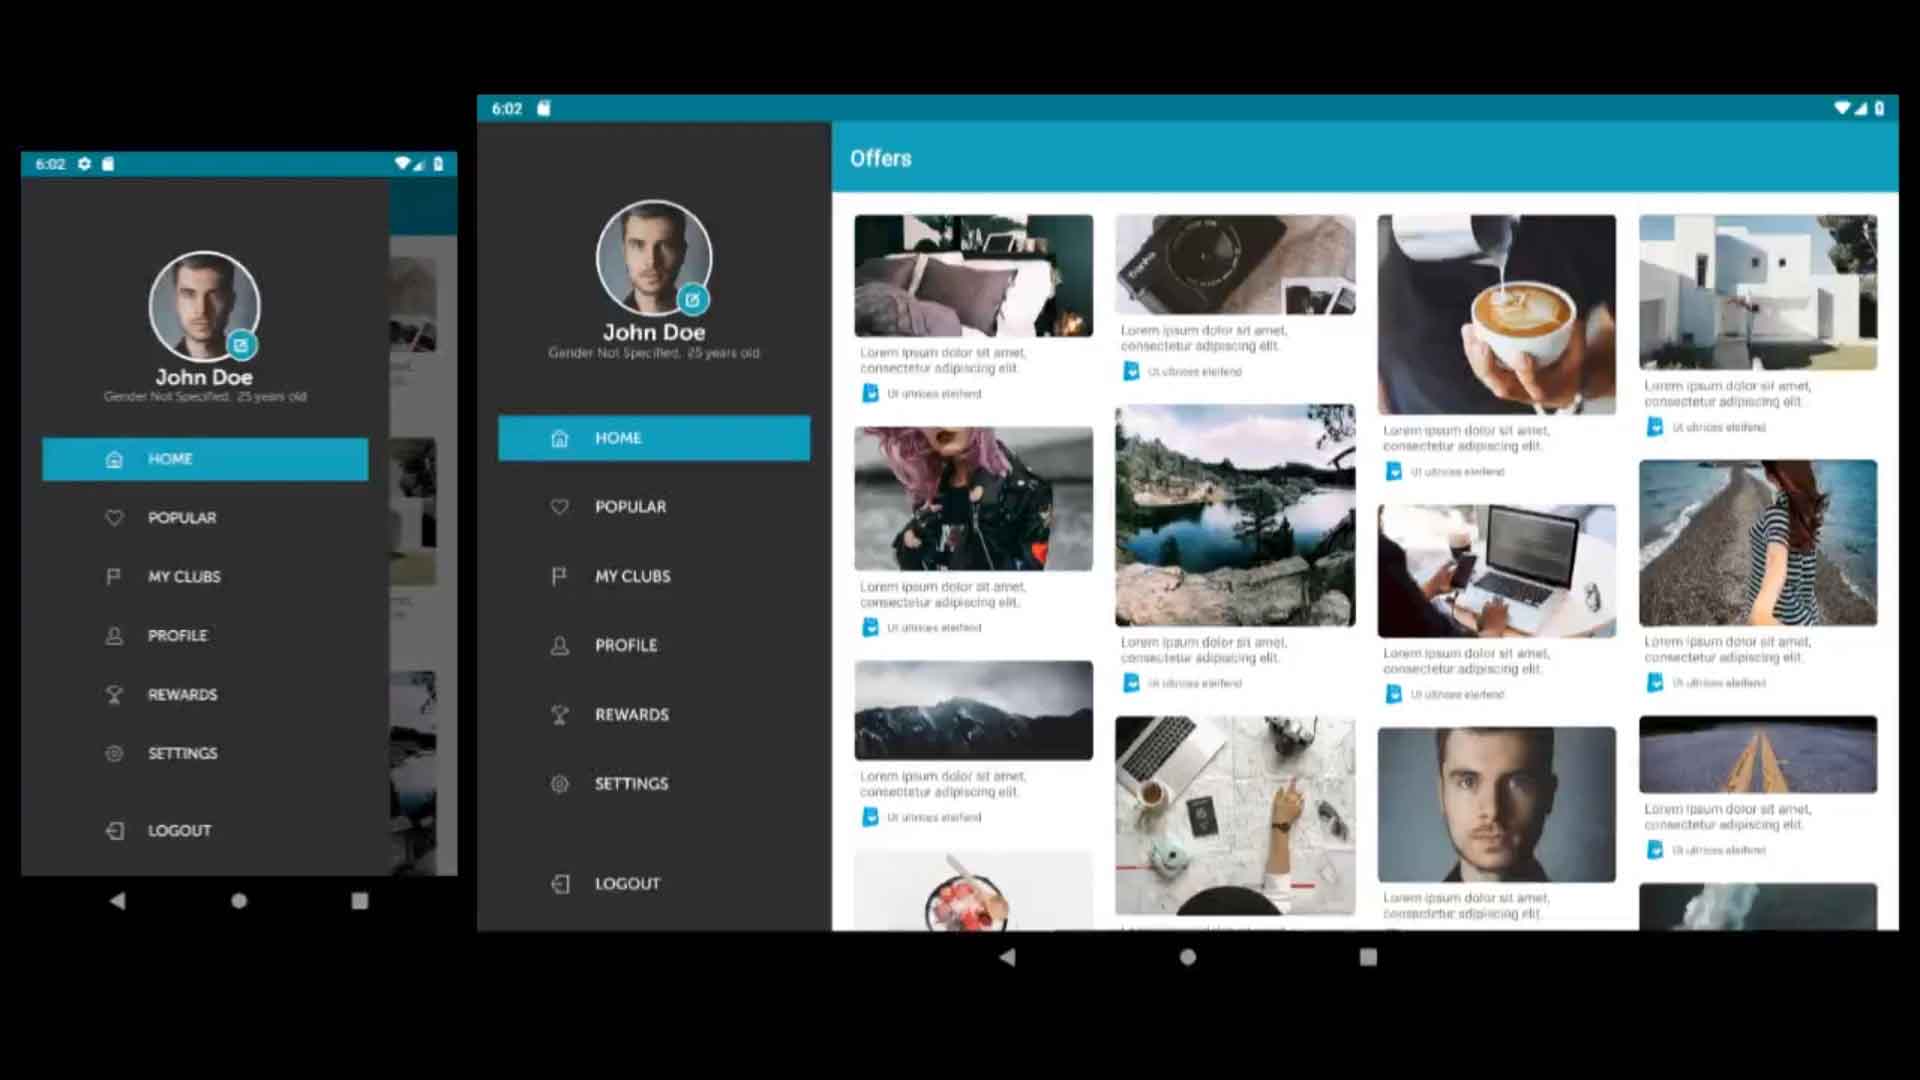 6:02
John Doe
Gender Not Specified, 25 years old
HOME
POPULAR
MY CLUBS
PROFILE
REWARDS
SETTINGS
LOGOUT
6:02
John Doe
Gender Not Specified, 25 years old
HOME
POPULAR
MY CLUBS
PROFILE
REWARDS
SETTINGS
LOGOUT
Offers
Lorem ipsum dolor sit amet,
consectetur adipiscing elit.
Ut ultrices eleifend
Lorem ipsum dolor sit amet,
consectetur adipiscing elit.
Ut ultrices eleifend
Lorem ipsum dolor sit amet,
consectetur adipiscing elit.
Ut ultrices eleifend
Lorem ipsum dolor sit amet,
consectetur adipiscing elit.
Ut ultrices eleifend
Lorem ipsum dolor sit amet,
consectetur adipiscing elit.
Ut ultrices eleifend
Lorem ipsum dolor sit amet,
consectetur adipiscing elit.
Ut ultrices eleifend
Lorem ipsum dolor sit amet,
consectetur adipiscing elit.
Ut ultrices eleifend
Lorem ipsum dolor sit amet,
consectetur adipiscing elit.
Lorem ipsum dolor sit amet,
consectetur adipiscing elit.
Ut ultrices eleifend
Lorem ipsum dolor sit amet,
consectetur adipiscing elit.
Ut ultrices eleifend
Lorem ipsum dolor sit amet,
consectetur adipiscing elit.
Ut ultrices eleifend